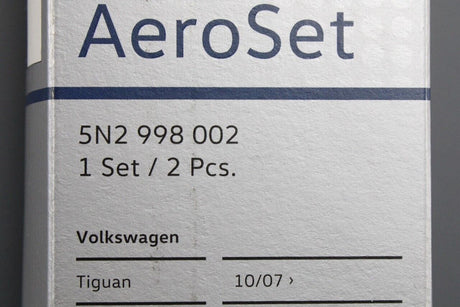 AeroSet
5N2 998 002
1 Set / 2 Pcs.
Volkswagen
Tiguan 10/07 ›